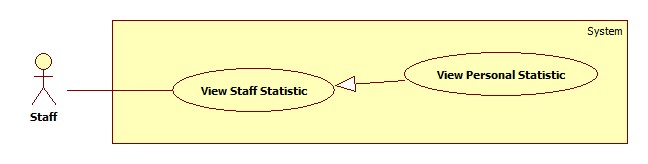 System
View Personal Statistic
View Staff Statistic
Staff